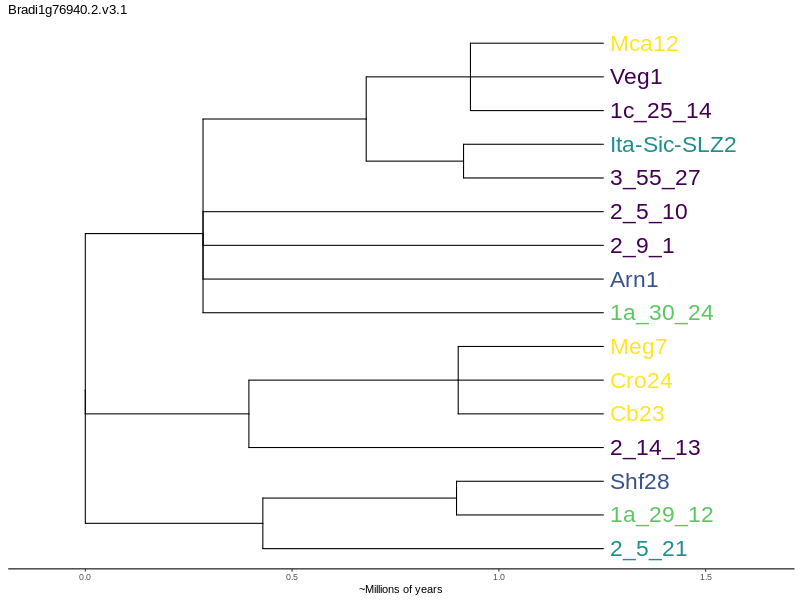 Bradi1g76940.2.v3.1
Mca12
Veg1
1c_25_14
Ita-Sic-SLZ2
3_55_27
2_5_10
2_9_1
Arn1
1a_30_24
Meg7
Cro24
Cb23
2_14_13
Shf28
1a_29_12
2_5_21
0.0 0.5 1.0 1.5
~Millions of years